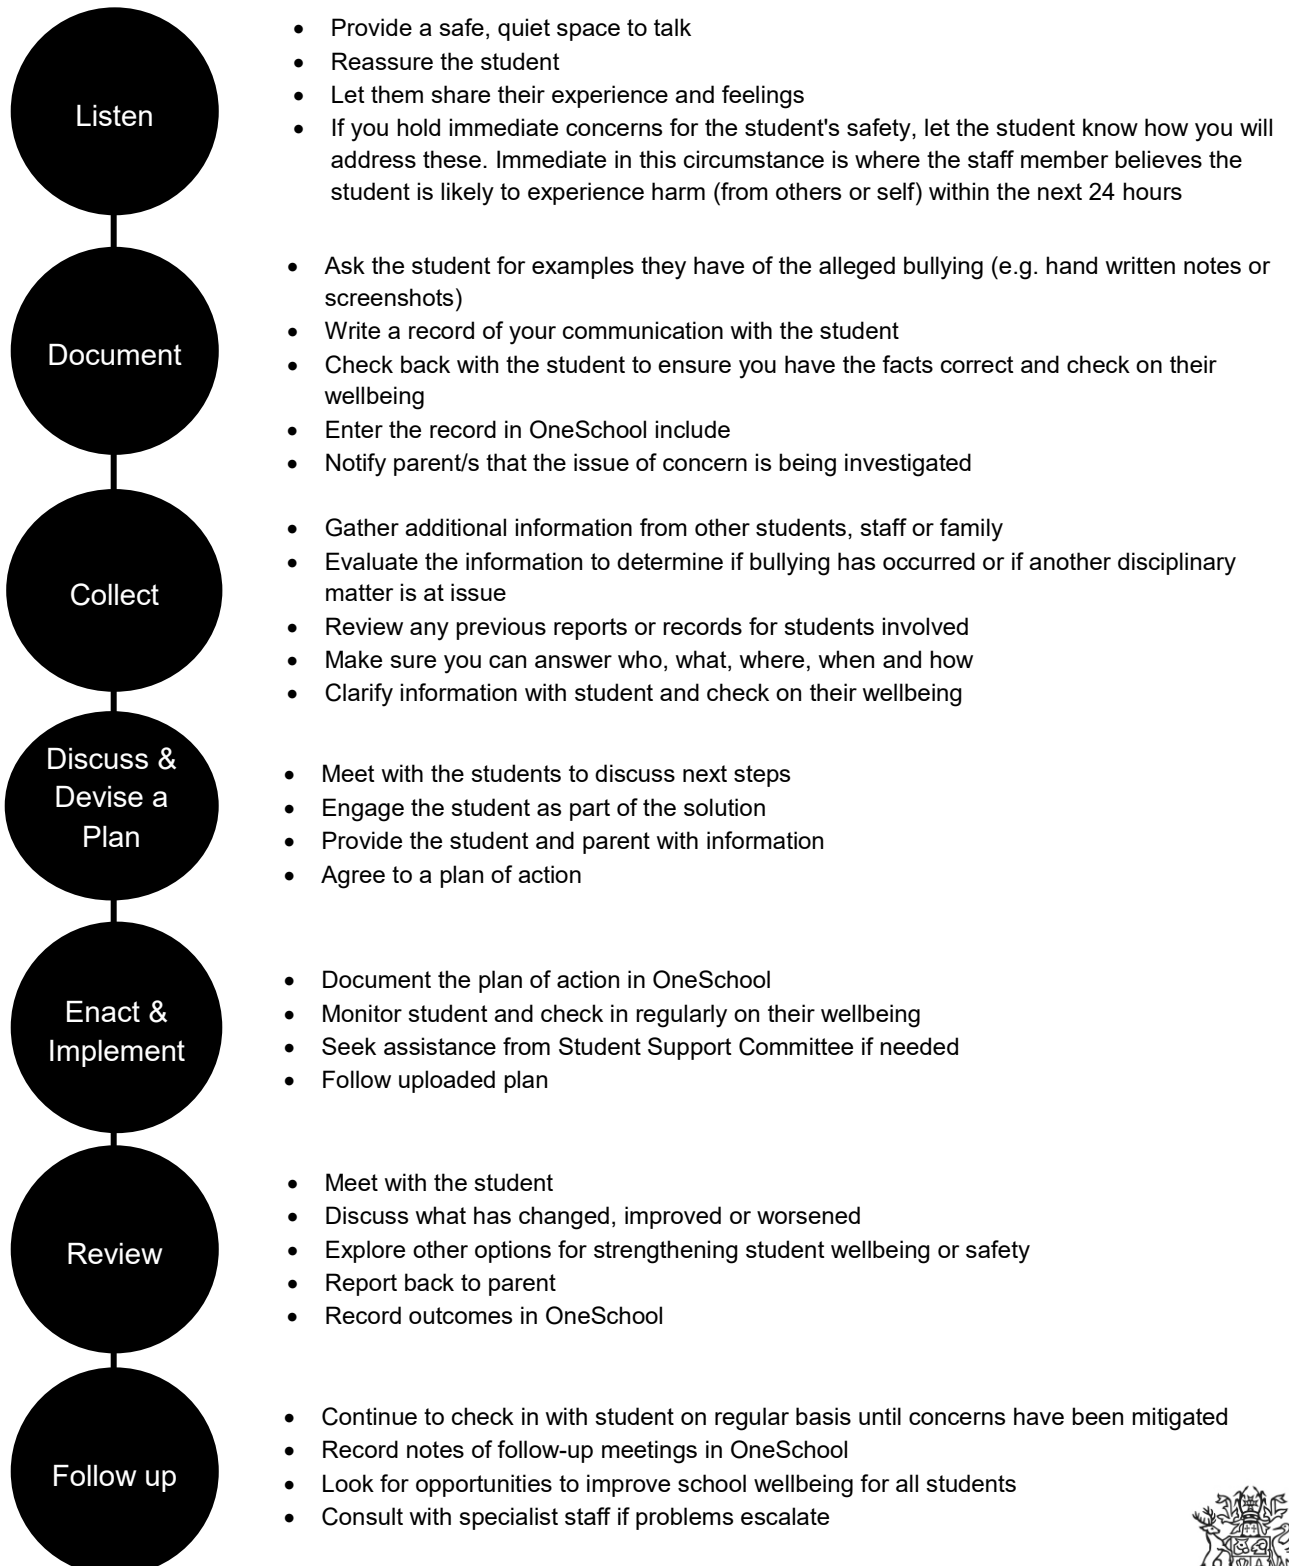 Listen
• Provide a safe, quiet space to talk
• Reassure the student
• Let them share their experience and feelings
• If you hold immediate concerns for the student's safety, let the student know how you will
address these. Immediate in this circumstance is where the staff member believes the
student is likely to experience harm (from others or self) within the next 24 hours
Document
• Ask the student for examples they have of the alleged bullying (e.g. hand written notes or
screenshots)
• Write a record of your communication with the student
• Check back with the student to ensure you have the facts correct and check on their
wellbeing
• Enter the record in OneSchool include
• Notify parent/s that the issue of concern is being investigated
Collect
• Gather additional information from other students, staff or family
• Evaluate the information to determine if bullying has occurred or if another disciplinary
matter is at issue
• Review any previous reports or records for students involved
• Make sure you can answer who, what, where, when and how
• Clarify information with student and check on their wellbeing
Discuss &
Devise a
Plan
• Meet with the students to discuss next steps
• Engage the student as part of the solution
• Provide the student and parent with information
• Agree to a plan of action
Enact &
Implement
• Document the plan of action in OneSchool
• Monitor student and check in regularly on their wellbeing
• Seek assistance from Student Support Committee if needed
• Follow uploaded plan
Review
• Meet with the student
• Discuss what has changed, improved or worsened
• Explore other options for strengthening student wellbeing or safety
• Report back to parent
• Record outcomes in OneSchool
Follow up
• Continue to check in with student on regular basis until concerns have been mitigated
• Record notes of follow-up meetings in OneSchool
• Look for opportunities to improve school wellbeing for all students
• Consult with specialist staff if problems escalate